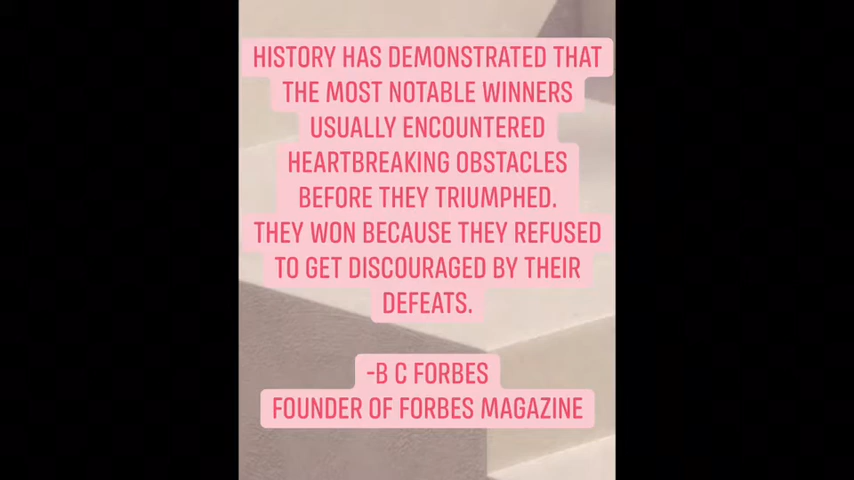 HISTORY HAS DEMONSTRATED THAT
THE MOST NOTABLE WINNERS
USUALLY ENCOUNTERED
HEARTBREAKING OBSTACLES
BEFORE THEY TRIUMPHED.
THEY WON BECAUSE THEY REFUSED
TO GET DISCOURAGED BY THEIR
DEFEATS.
-B C FORBES
FOUNDER OF FORBES MAGAZINE